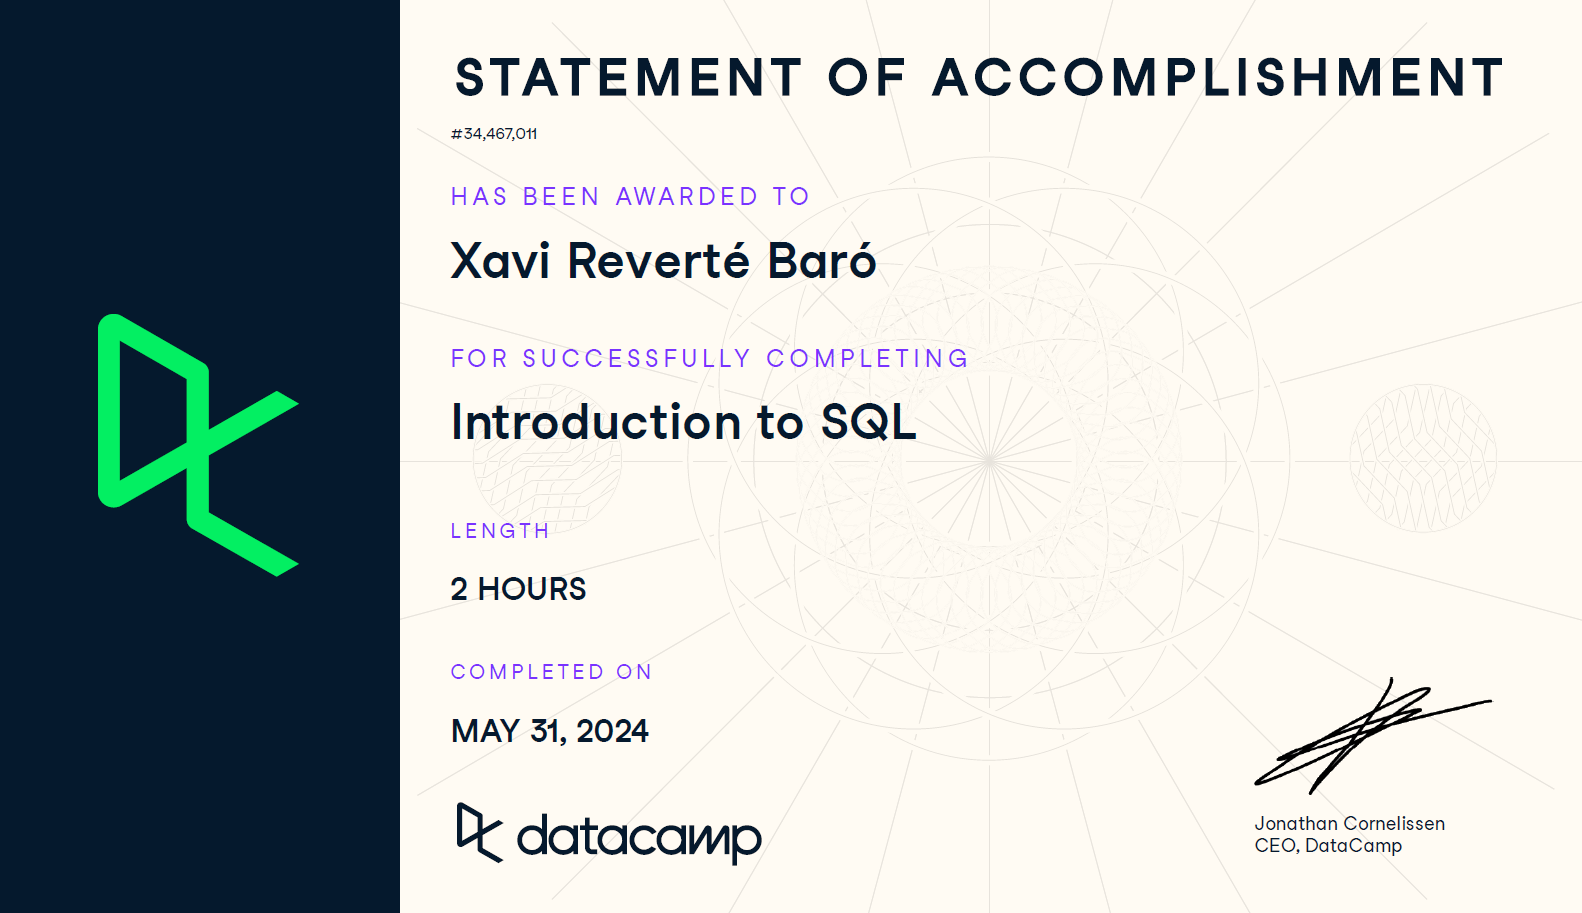 STATEMENT OF ACCOMPLISHMENT
#34,467,011
HAS BEEN AWARDED TO
Xavi Reverté Baró
FOR SUCCESSFULLY COMPLETING
Introduction to SQL
LENGTH
2 HOURS
COMPLETED ON
MAY 31, 2024
datacamp
Jonathan Cornelissen
CEO, DataCamp